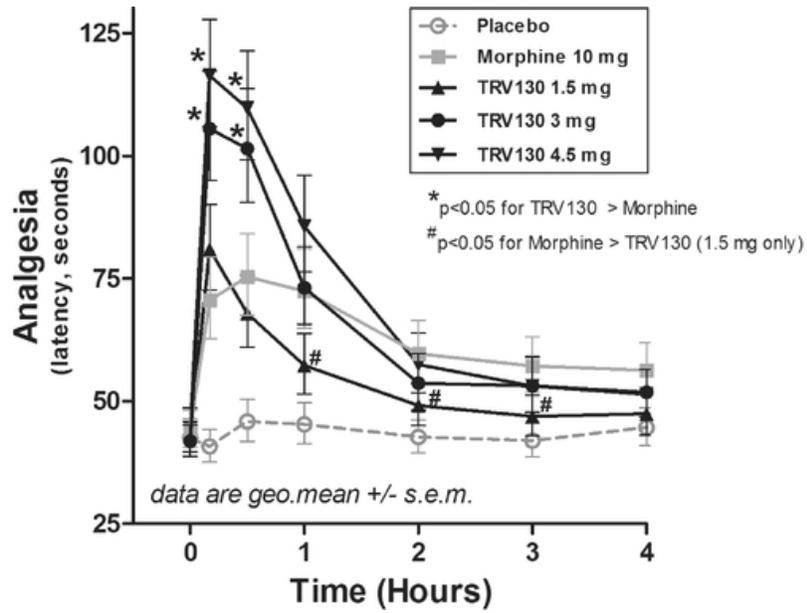 Placebo
Morphine 10 mg
TRV130 1.5 mg
TRV130 3 mg
TRV130 4.5 mg
*p<0.05 for TRV130 > Morphine
#p<0.05 for Morphine > TRV130 (1.5 mg only)
Analgesia
(latency, seconds)
125
100
75
50
25
*
*
*
*
#
#
#
data are geo.mean +/- s.e.m.
0 1 2 3 4
Time (Hours)